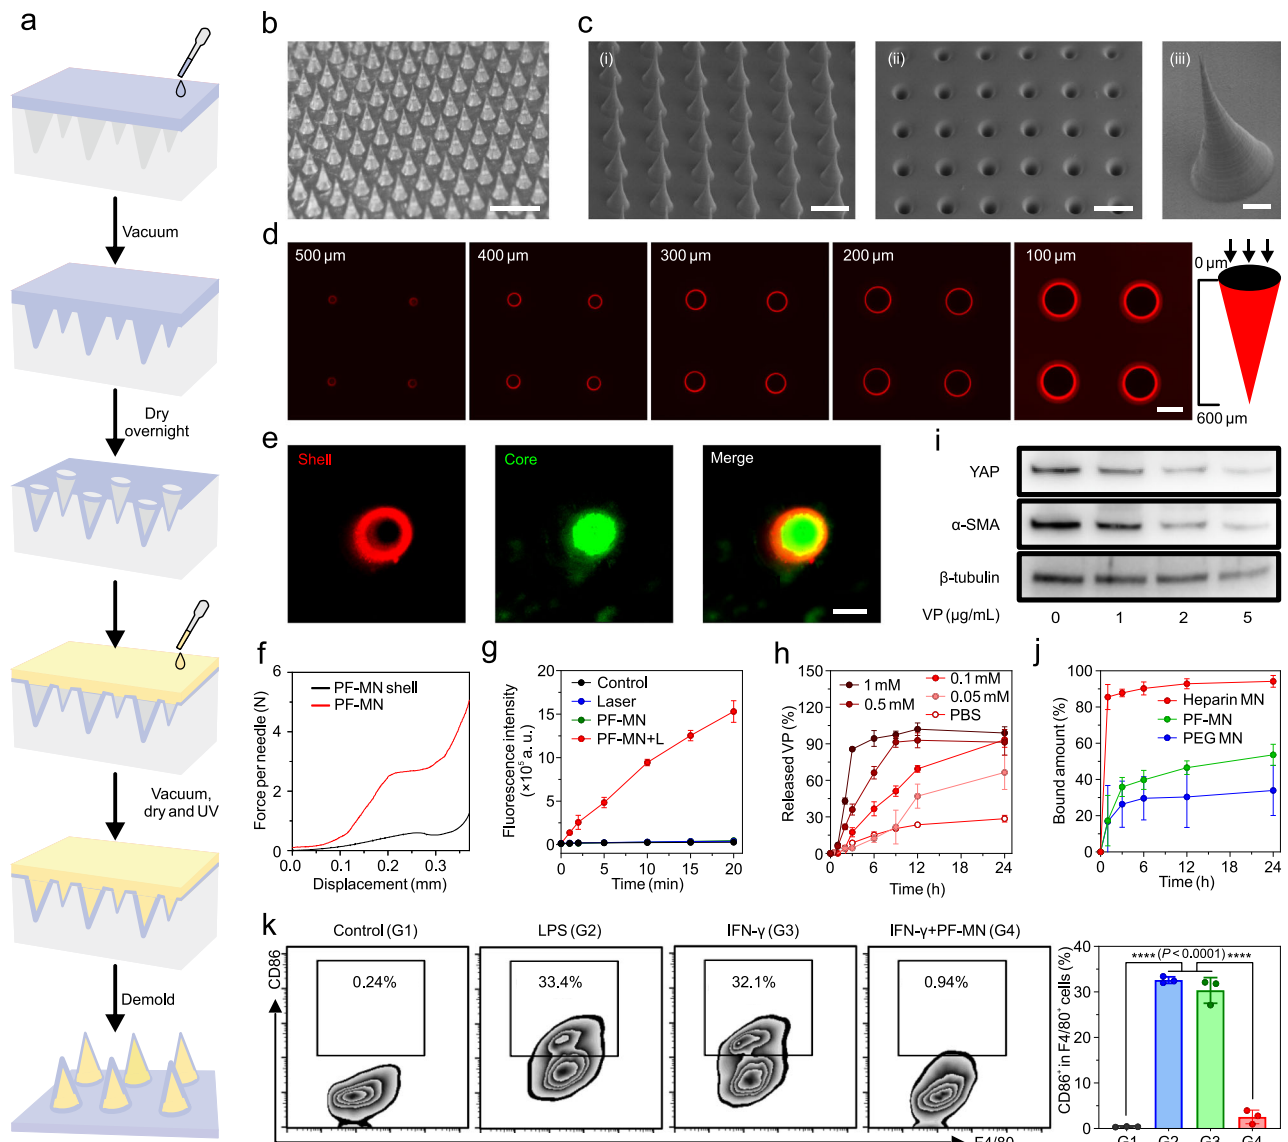 a
Vacuum
Dry
overnight
Vacuum,
dry and UV
Demold
b
c
(i)
(ii)
(iii)
d
500 µm
400 µm
300 µm
200 µm
100 µm
0 µm
600 µm
e
Shell
Core
Merge
i
YAP
α-SMA
β-tubulin
VP (µg/mL)
0
1
2
5
f
Force per needle (N)
6
4
2
0
PF-MN shell
PF-MN
0.0
0.1
0.2
0.3
Displacement (mm)
g
Fluorescence intensity
(×10⁵ a. u.)
20
15
10
5
0
Control
Laser
PF-MN
PF-MN+L
0
5
10
15
20
Time (min)
h
Released VP (%)
150
120
90
60
30
0
1 mM
0.5 mM
0.1 mM
0.05 mM
PBS
0
6
12
18
24
Time (h)
j
Bound amount (%)
100
80
60
40
20
0
Heparin MN
PF-MN
PEG MN
0
6
12
18
24
Time (h)
k
CD86
F4/80
Control (G1)
0.24%
LPS (G2)
33.4%
IFN-γ (G3)
32.1%
IFN-γ+PF-MN (G4)
0.94%
CD86⁺ in F4/80⁺ cells (%)
40
30
20
10
0
**** (P < 0.0001) ****
G1
G2
G3
G4